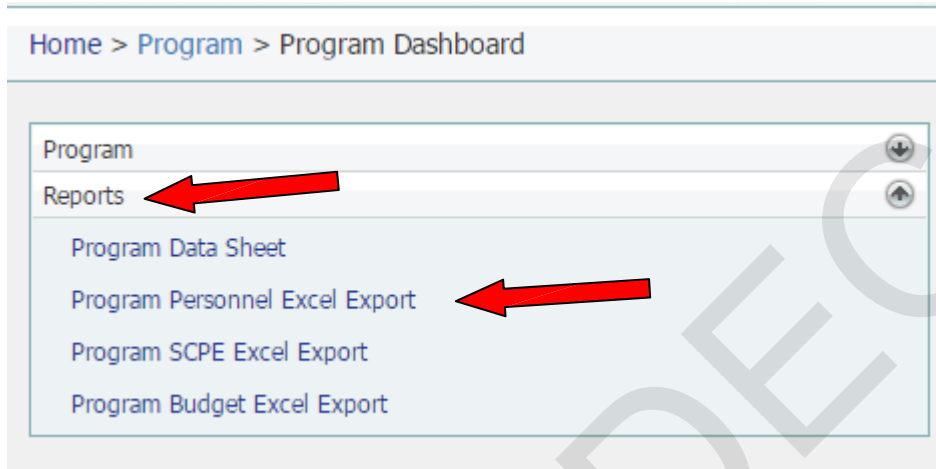 Home > Program > Program Dashboard
Program
Reports
Program Data Sheet
Program Personnel Excel Export
Program SCPE Excel Export
Program Budget Excel Export